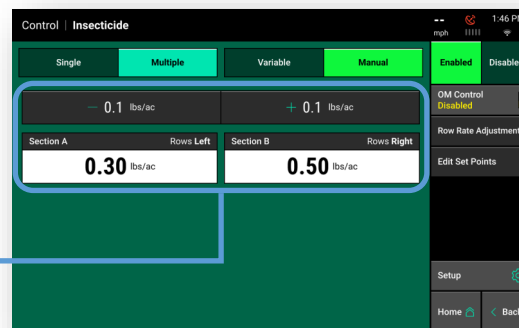 Control | Insecticide
-- mph
1:46 PM
Single Multiple Variable Manual
Enabled Disable
− 0.1 lbs/ac + 0.1 lbs/ac
OM Control
Disabled
Section A Rows Left Section B Rows Right
Row Rate Adjustment
0.30 lbs/ac 0.50 lbs/ac
Edit Set Points
Setup
Home < Back